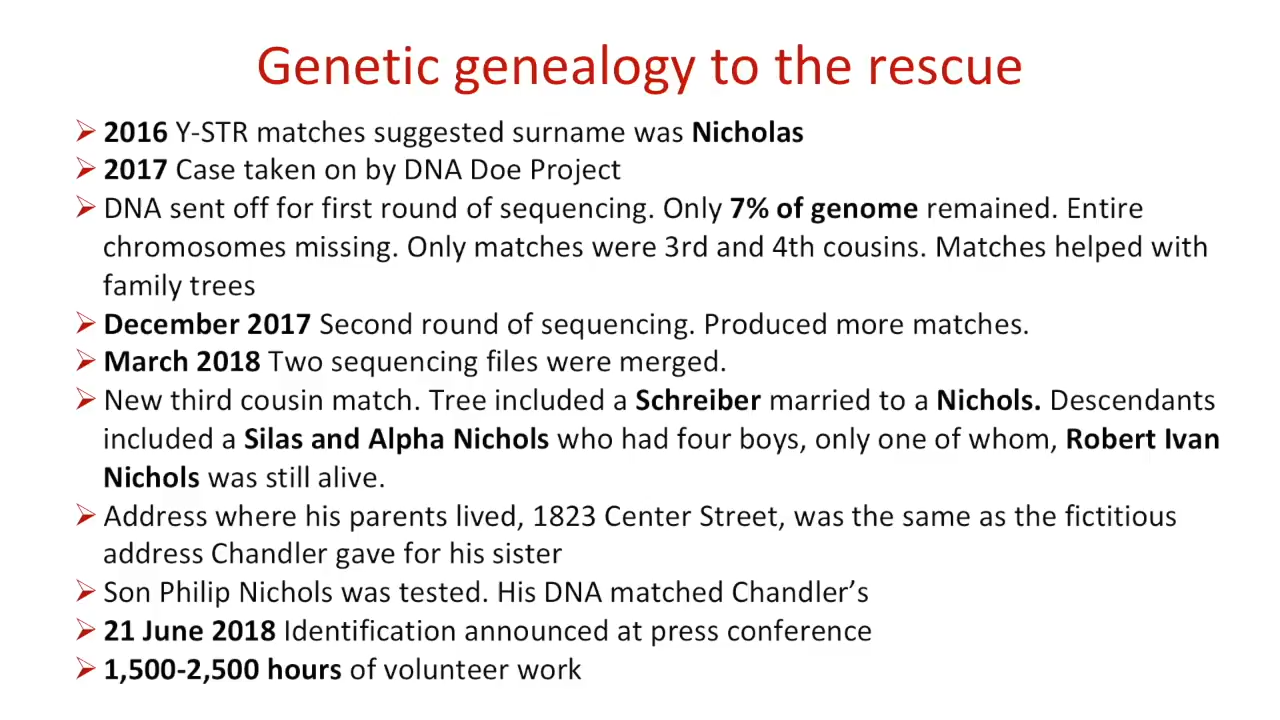 Genetic genealogy to the rescue
➢ 2016 Y-STR matches suggested surname was Nicholas
➢ 2017 Case taken on by DNA Doe Project
➢ DNA sent off for first round of sequencing. Only 7% of genome remained. Entire
chromosomes missing. Only matches were 3rd and 4th cousins. Matches helped with
family trees
➢ December 2017 Second round of sequencing. Produced more matches.
➢ March 2018 Two sequencing files were merged.
➢ New third cousin match. Tree included a Schreiber married to a Nichols. Descendants
included a Silas and Alpha Nichols who had four boys, only one of whom, Robert Ivan
Nichols was still alive.
➢ Address where his parents lived, 1823 Center Street, was the same as the fictitious
address Chandler gave for his sister
➢ Son Philip Nichols was tested. His DNA matched Chandler’s
➢ 21 June 2018 Identification announced at press conference
➢ 1,500-2,500 hours of volunteer work